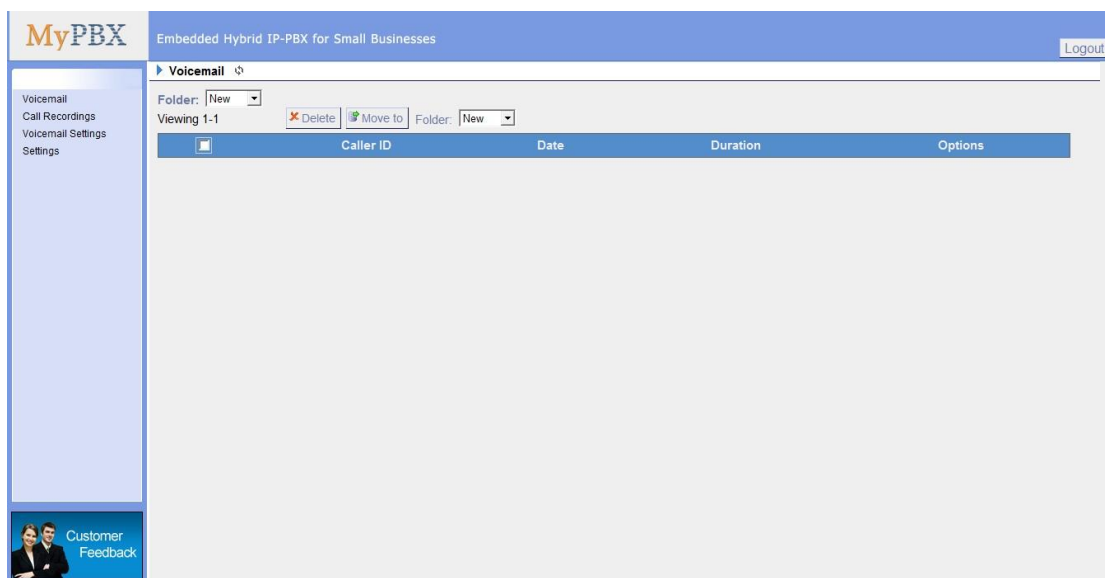 MyPBX
Embedded Hybrid IP-PBX for Small Businesses
Logout
Voicemail
Call Recordings
Voicemail Settings
Settings
Voicemail
Folder: New
Viewing 1-1 Delete Move to Folder: New
Caller ID Date Duration Options
Customer
Feedback